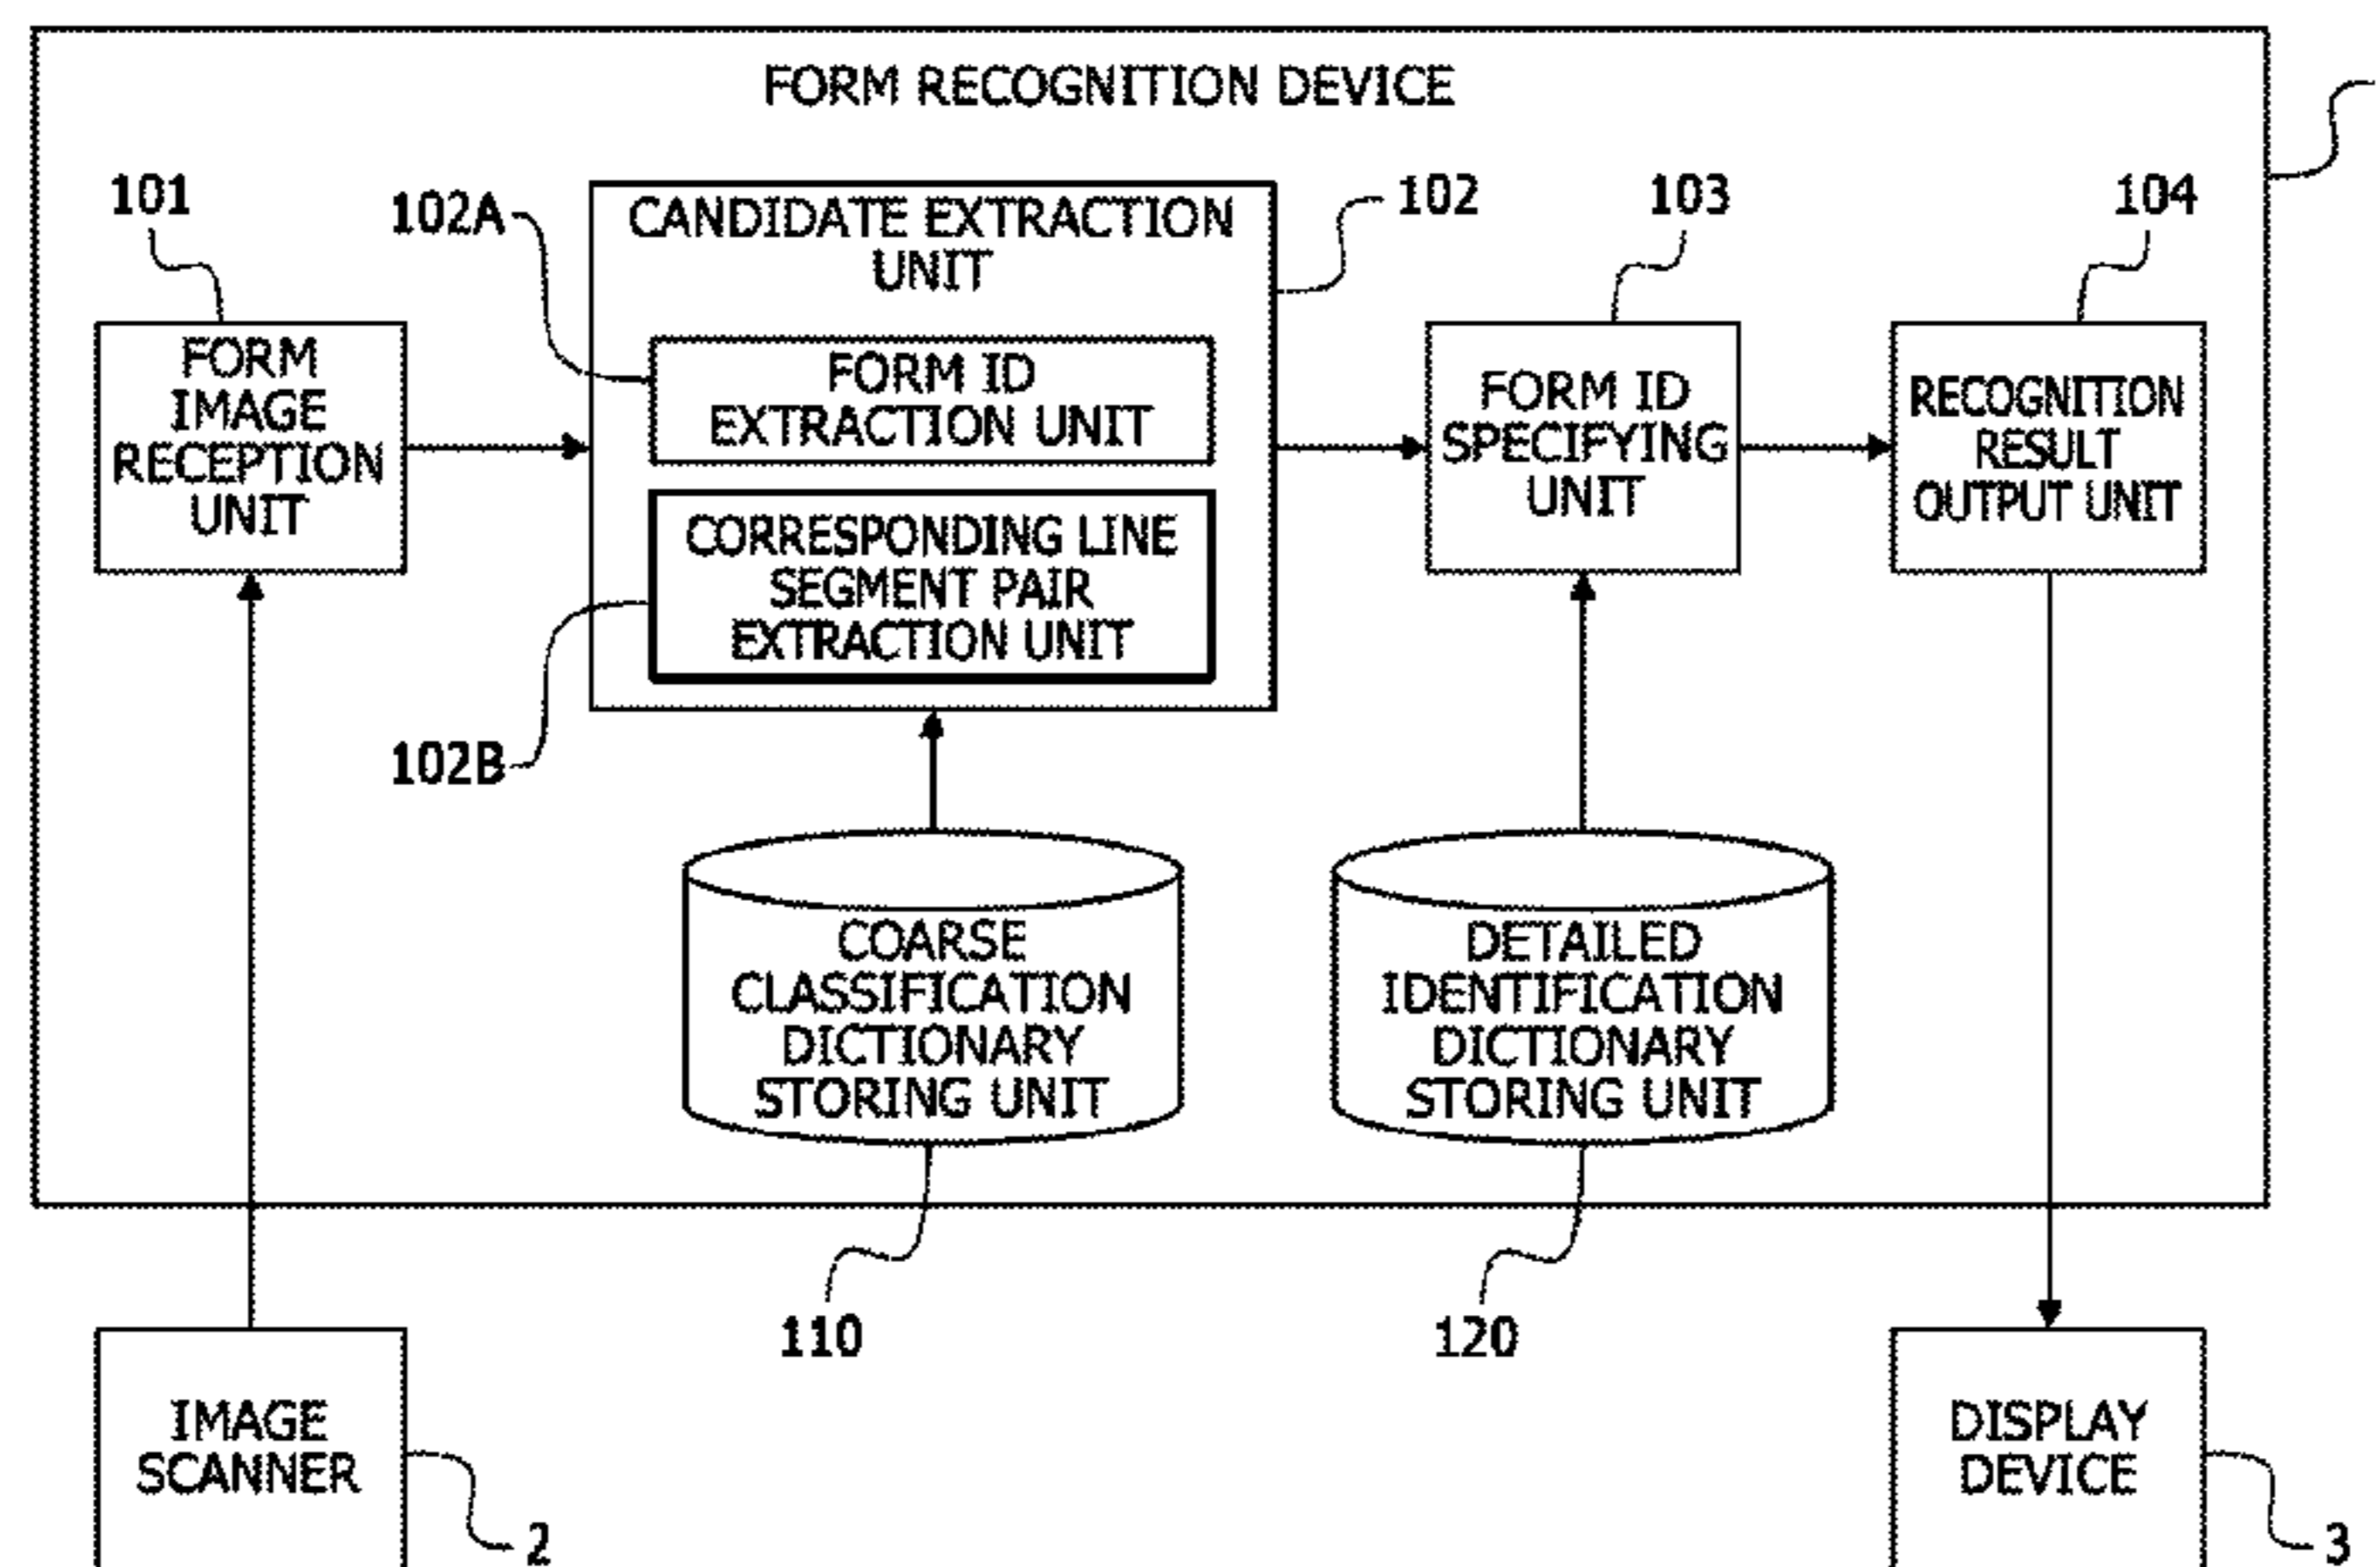 FORM RECOGNITION DEVICE
101
102A
102
103
104
CANDIDATE EXTRACTION
UNIT
FORM
IMAGE
RECEPTION
UNIT
FORM ID
EXTRACTION UNIT
CORRESPONDING LINE
SEGMENT PAIR
EXTRACTION UNIT
FORM ID
SPECIFYING
UNIT
RECOGNITION
RESULT
OUTPUT UNIT
102B
COARSE
CLASSIFICATION
DICTIONARY
STORING UNIT
DETAILED
IDENTIFICATION
DICTIONARY
STORING UNIT
110
120
IMAGE
SCANNER
2
DISPLAY
DEVICE
3